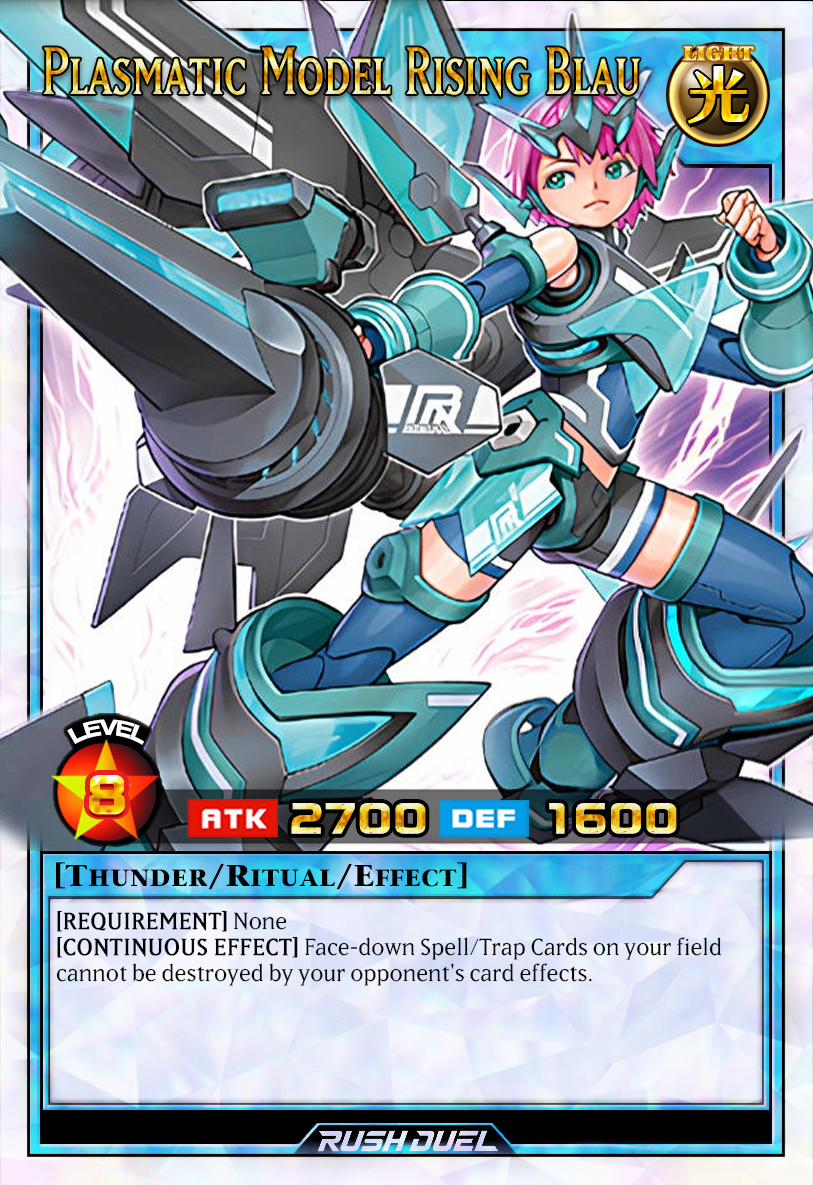 PLASMATIC MODEL RISING BLAU
LIGHT
光
LEVEL
8
ATK 2700 DEF 1600
[THUNDER/RITUAL/EFFECT]
[REQUIREMENT] None
[CONTINUOUS EFFECT] Face-down Spell/Trap Cards on your field
cannot be destroyed by your opponent's card effects.
RUSH DUEL